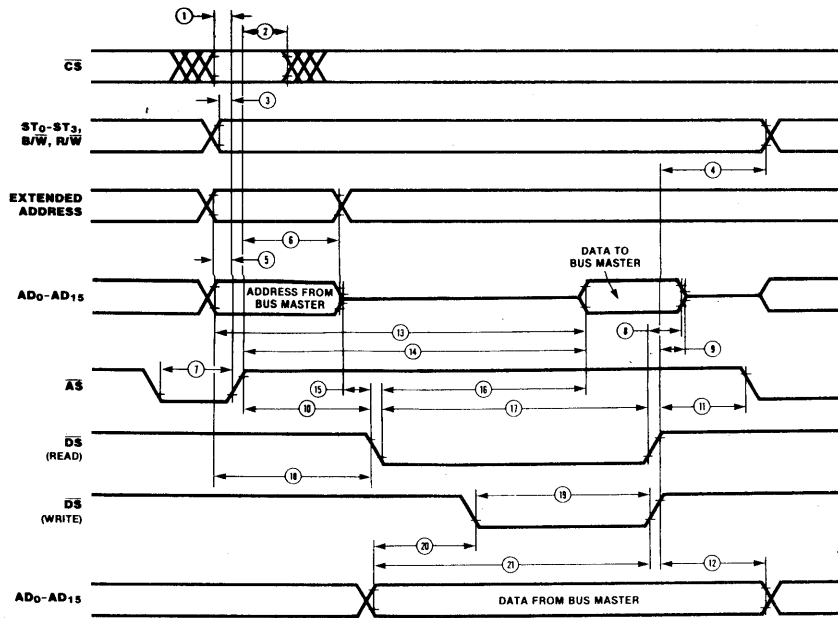 1
2
CS
3
ST0-ST3,
B/W, R/W
4
EXTENDED
ADDRESS
6
5
DATA TO
BUS MASTER
AD0-AD15
ADDRESS FROM
BUS MASTER
8
13
9
14
7
AS
15
16
10
17
11
DS
(READ)
18
DS
(WRITE)
19
20
21
12
AD0-AD15
DATA FROM BUS MASTER